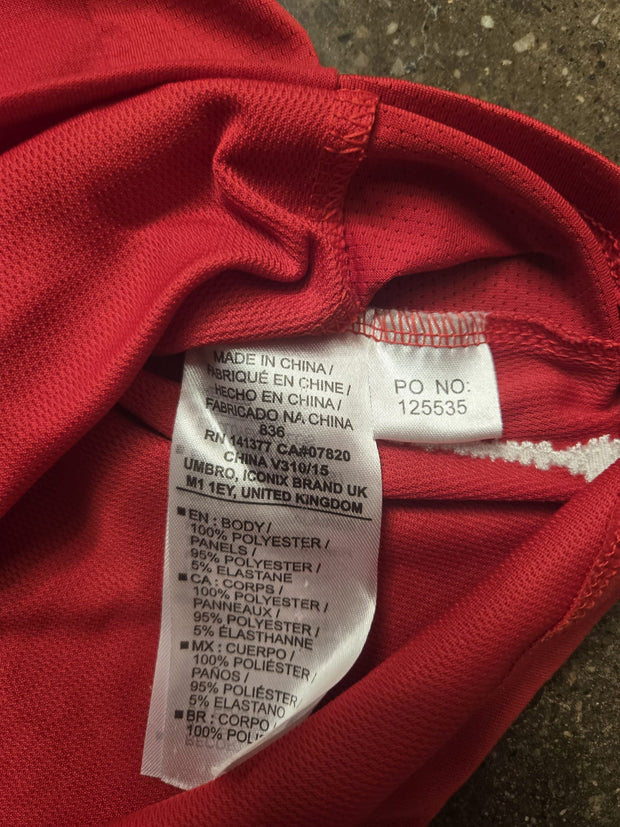 MADE IN CHINA /
FABRIQUÉ EN CHINE /
HECHO EN CHINA /
FABRICADO NA CHINA
836
RN 141377 CA#07820
CHINA V310/15
UMBRO, ICONIX BRAND UK
M1 1EY, UNITED KINGDOM
■ EN : BODY /
100% POLYESTER /
PANELS /
95% POLYESTER /
5% ELASTANE
■ CA : CORPS /
100% POLYESTER /
PANNEAUX /
95% POLYESTER /
5% ÉLASTHANNE
■ MX : CUERPO /
100% POLIÉSTER /
PAÑOS /
95% POLIÉSTER
5% ELASTANO
■ BR : CORPO
100%
PO NO:
125535